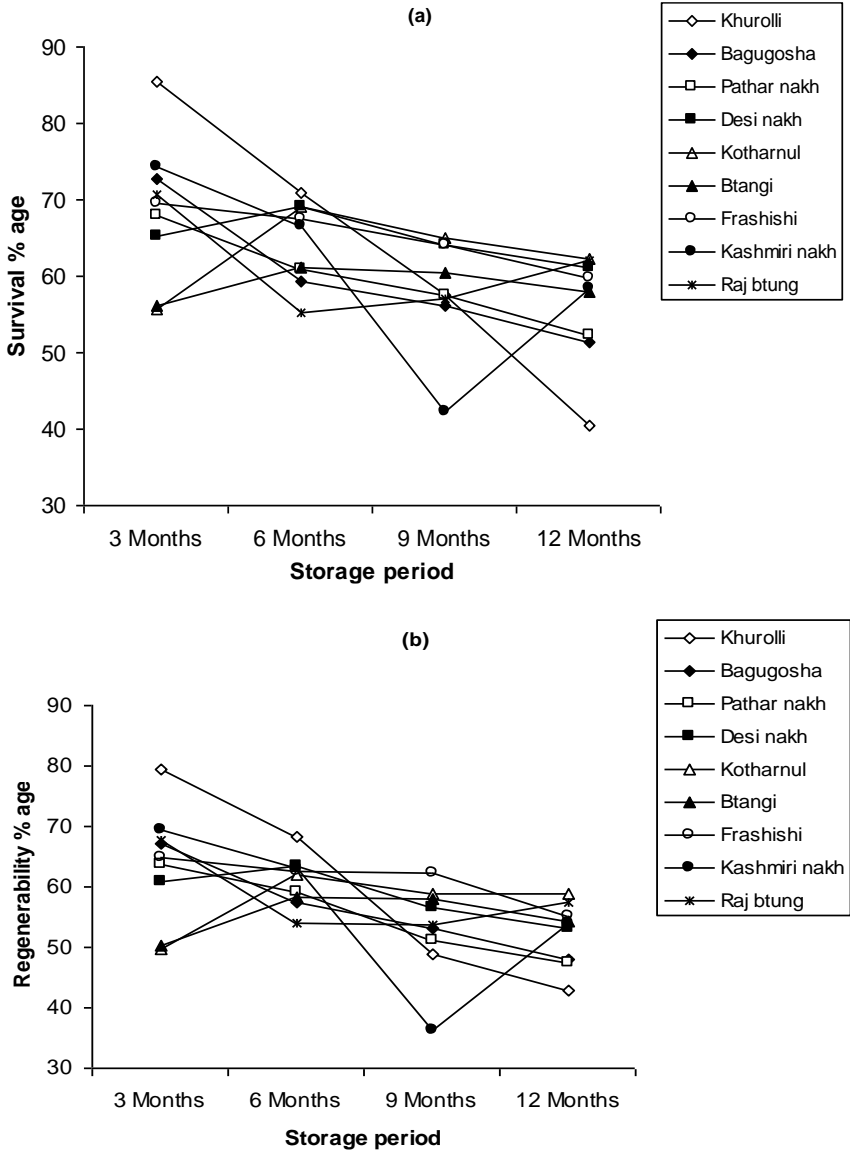 (a)
Khurolli
Bagugosha
Pathar nakh
Desi nakh
Kotharnul
Btangi
Frashishi
Kashmiri nakh
Raj btung
90
80
70
60
50
40
30
Survival % age
3 Months 6 Months 9 Months 12 Months
Storage period
(b)
Khurolli
Bagugosha
Pathar nakh
Desi nakh
Kotharnul
Btangi
Frashishi
Kashmiri nakh
Raj btung
90
80
70
60
50
40
30
Regenerability % age
3 Months 6 Months 9 Months 12 Months
Storage period